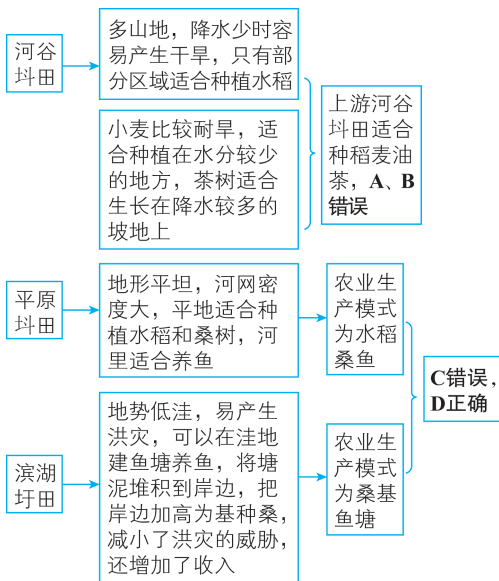 河谷
圳田
多山地，降水少时容
易产生干旱，只有部
分区域适合种植水稻
小麦比较耐旱，适
合种植在水分较少
的地方，茶树适合
生长在降水较多的
坡地上
上游河谷
圳田适合
种稻麦油
茶，A、B
错误
平原
圳田
地形平坦，河网密
度大，平地适合种
植水稻和桑树，河
里适合养鱼
农业生
产模式
为水稻
桑鱼
滨湖
圩田
地势低洼，易产生
洪灾，可以在洼地
建鱼塘养鱼，将塘
泥堆积到岸边，把
岸边加高为基种桑，
减小了洪灾的威胁，
还增加了收入
农业生
产模式
为桑基
鱼塘
C错误，
D正确